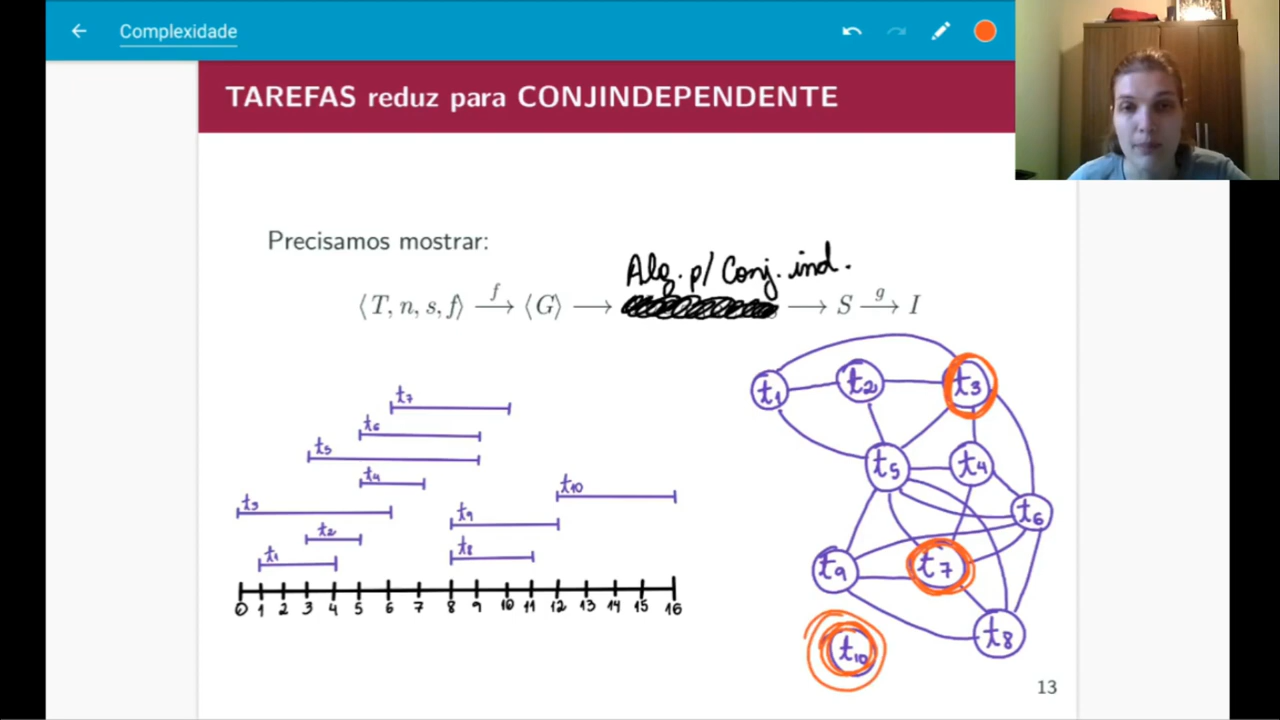 Complexidade
TAREFAS reduz para CONJINDEPENDENTE
Precisamos mostrar:
Alg. p/ Conj. ind.
⟨T, n, s, f⟩ —f→ ⟨G⟩ ⟶ ⟶ S —g→ I
t7
t6
t5
t4
t10
t3
t9
t2
t8
t1
0 1 2 3 4 5 6 7 8 9 10 11 12 13 14 15 16
t1 t2 t3
t5 t4
t6
t9 t7
t8
t10
13